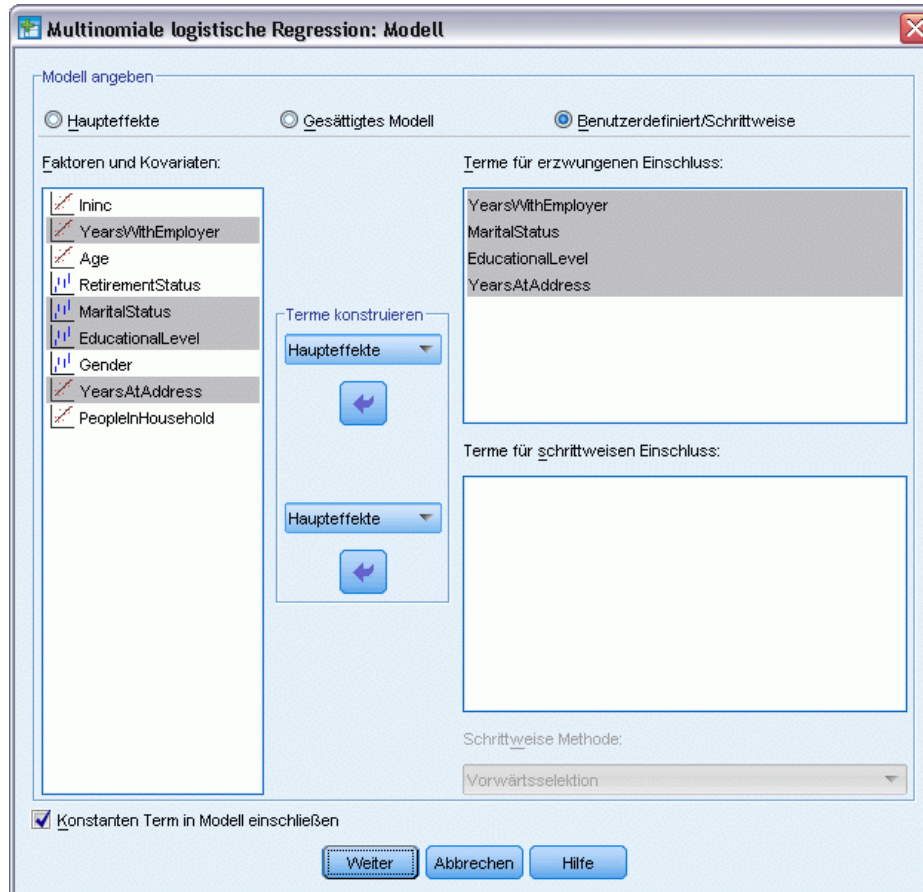 Multinomiale logistische Regression: Modell
Modell angeben
Haupteffekte
Gesättigtes Modell
Benutzerdefiniert/Schrittweise
Faktoren und Kovariaten:
lninc
YearsWithEmployer
Age
RetirementStatus
MaritalStatus
EducationalLevel
Gender
YearsAtAddress
PeopleInHousehold
Terme konstruieren
Haupteffekte
Haupteffekte
Terme für erzwungenen Einschluss:
YearsWithEmployer
MaritalStatus
EducationalLevel
YearsAtAddress
Terme für schrittweisen Einschluss:
Schrittweise Methode:
Vorwärtsselektion
Konstanten Term in Modell einschließen
Weiter
Abbrechen
Hilfe